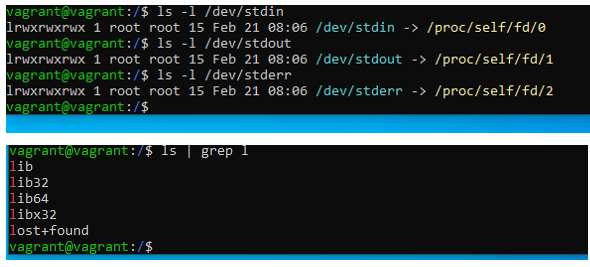 vagrant@vagrant:/$ ls -l /dev/stdin
lrwxrwxrwx 1 root root 15 Feb 21 08:06 /dev/stdin -> /proc/self/fd/0
vagrant@vagrant:/$ ls -l /dev/stdout
lrwxrwxrwx 1 root root 15 Feb 21 08:06 /dev/stdout -> /proc/self/fd/1
vagrant@vagrant:/$ ls -l /dev/stderr
lrwxrwxrwx 1 root root 15 Feb 21 08:06 /dev/stderr -> /proc/self/fd/2
vagrant@vagrant:/$
vagrant@vagrant:/$ ls | grep l
lib
lib32
lib64
libx32
lost+found
vagrant@vagrant:/$